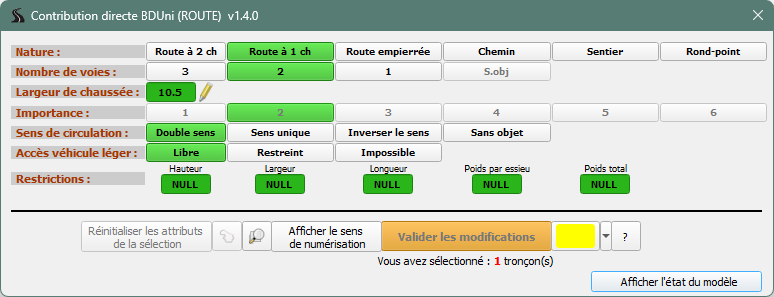 Contribution directe BDUni (ROUTE) v1.4.0
Nature : Route à 2 ch Route à 1 ch Route empierrée Chemin Sentier Rond-point
Nombre de voies : 3 2 1 S.obj
Largeur de chaussée : 10.5
Importance : 1 2 3 4 5 6
Sens de circulation : Double sens Sens unique Inverser le sens Sans objet
Accès véhicule léger : Libre Restreint Impossible
Hauteur Largeur Longueur Poids par essieu Poids total
Restrictions : NULL NULL NULL NULL NULL
Réinitialiser les attributs
de la sélection
Afficher le sens
de numérisation
Valider les modifications
?
Vous avez sélectionné : 1 tronçon(s)
Afficher l'état du modèle